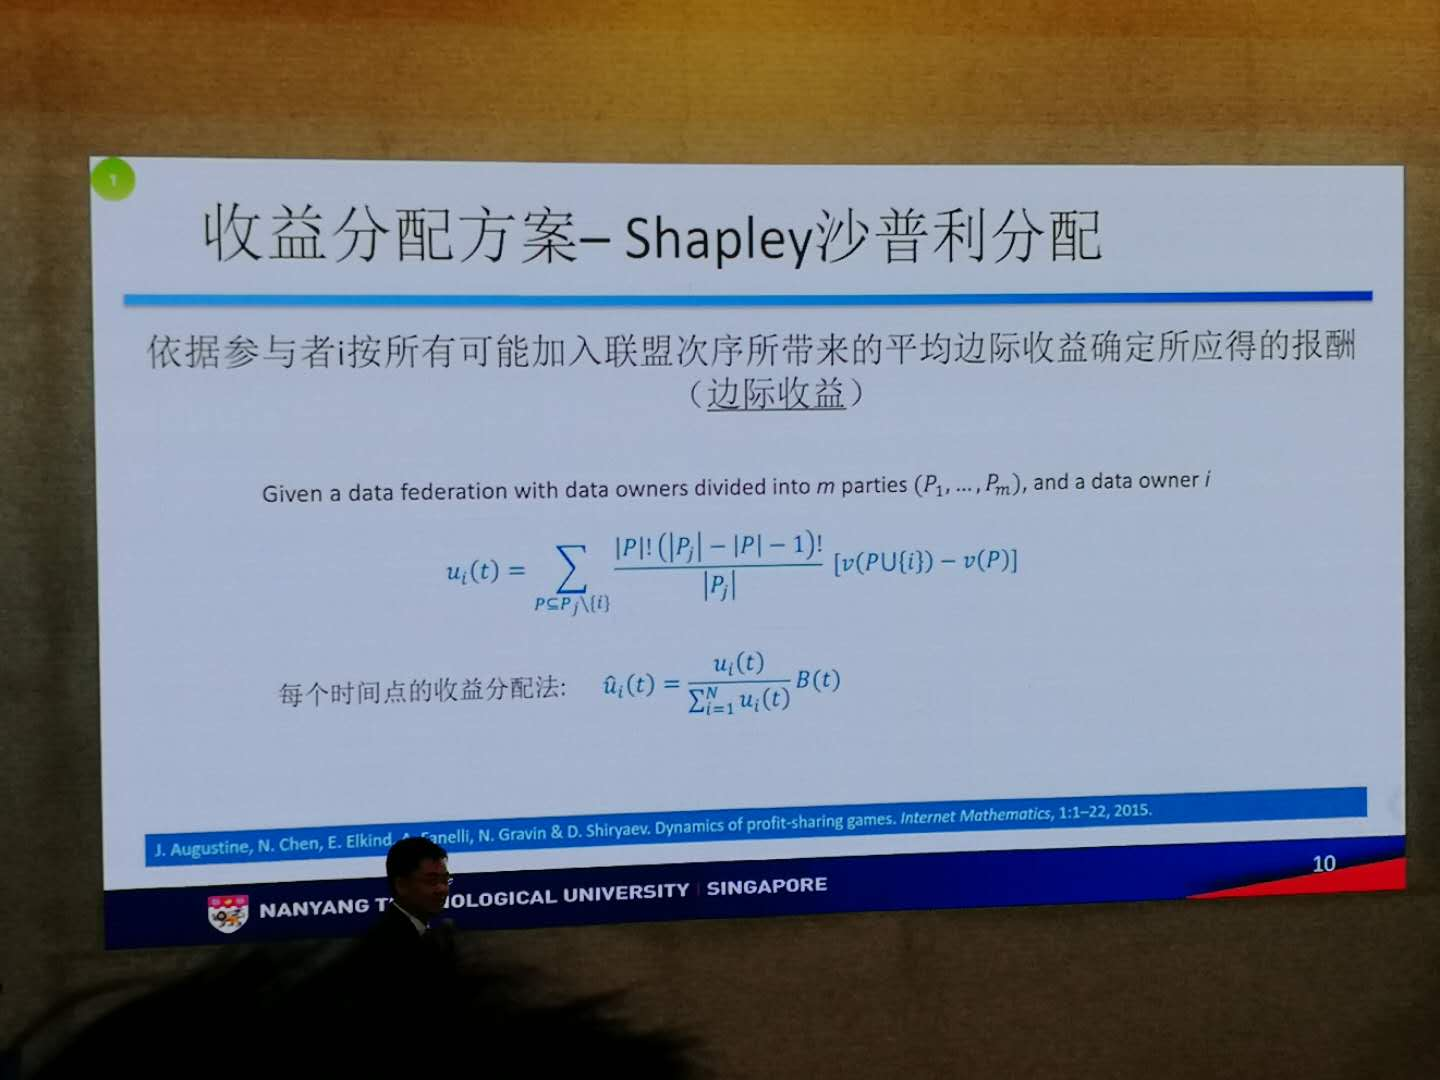 1
收益分配方案– Shapley沙普利分配
依据参与者i按所有可能加入联盟次序所带来的平均边际收益确定所应得的报酬
（边际收益）
Given a data federation with data owners divided into m parties (P₁, …, Pₘ), and a data owner i
uᵢ(t) = ∑_{P⊆Pⱼ\{i}} |P|! (|Pⱼ| − |P| − 1)! / |Pⱼ| [v(P∪{i}) − v(P)]
每个时间点的收益分配法: ûᵢ(t) = uᵢ(t) / ∑ᵢ₌₁ᴺ uᵢ(t) B(t)
J. Augustine, N. Chen, E. Elkind, A. Fanelli, N. Gravin & D. Shiryaev. Dynamics of profit-sharing games. Internet Mathematics, 1:1–22, 2015.
10
NANYANG T NOLOGICAL UNIVERSITY | SINGAPORE